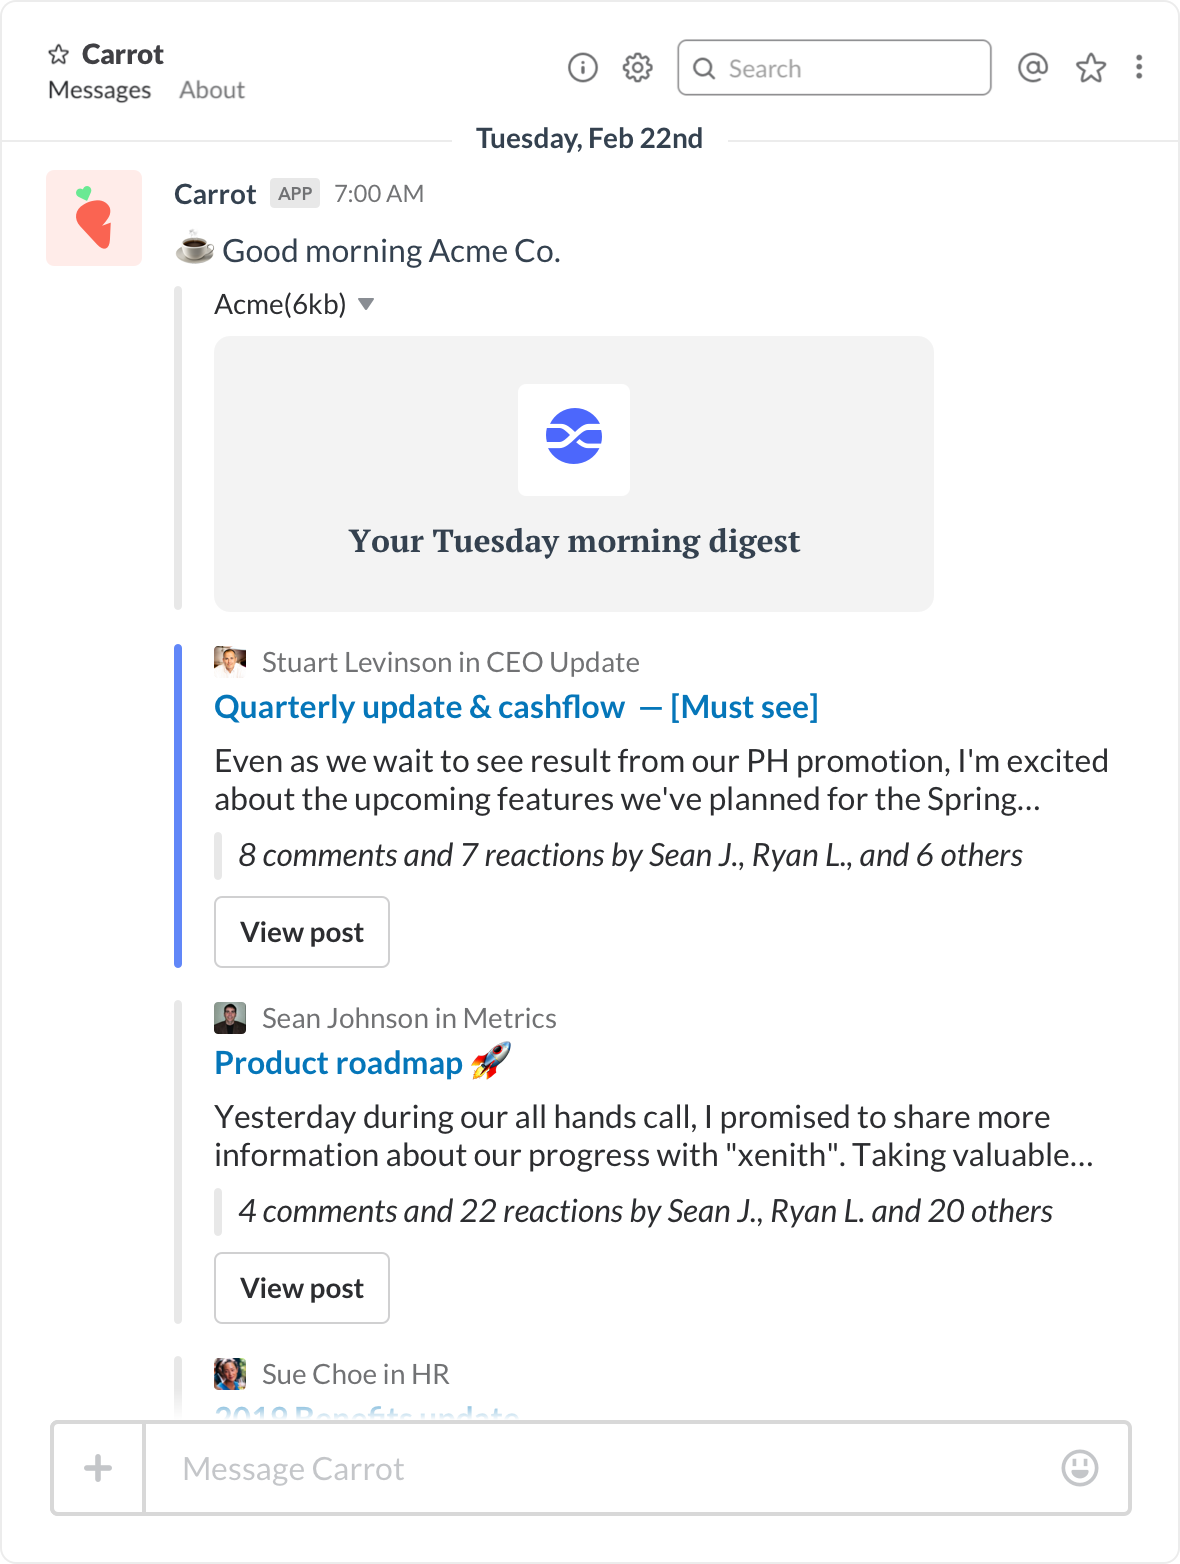 Carrot
Messages About
Search
Tuesday, Feb 22nd
Carrot APP 7:00 AM
Good morning Acme Co.
Acme(6kb)
Your Tuesday morning digest
Stuart Levinson in CEO Update
Quarterly update & cashflow — [Must see]
Even as we wait to see result from our PH promotion, I'm excited
about the upcoming features we've planned for the Spring...
8 comments and 7 reactions by Sean J., Ryan L., and 6 others
View post
Sean Johnson in Metrics
Product roadmap 🚀
Yesterday during our all hands call, I promised to share more
information about our progress with "xenith". Taking valuable...
4 comments and 22 reactions by Sean J., Ryan L. and 20 others
View post
Sue Choe in HR
2019 Benefits update
Message Carrot